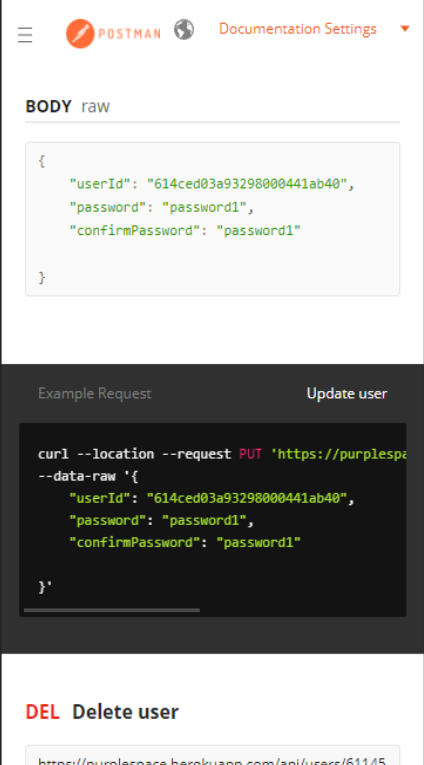 POSTMAN Documentation Settings
BODY raw
{
"userId": "614ced03a93298000441ab40",
"password": "password1",
"confirmPassword": "password1"
}
Example Request Update user
curl --location --request PUT 'https://purplespa
--data-raw '{
"userId": "614ced03a93298000441ab40",
"password": "password1",
"confirmPassword": "password1"
}'
DEL Delete user
https://purplespace.herokuapp.com/api/users/61145